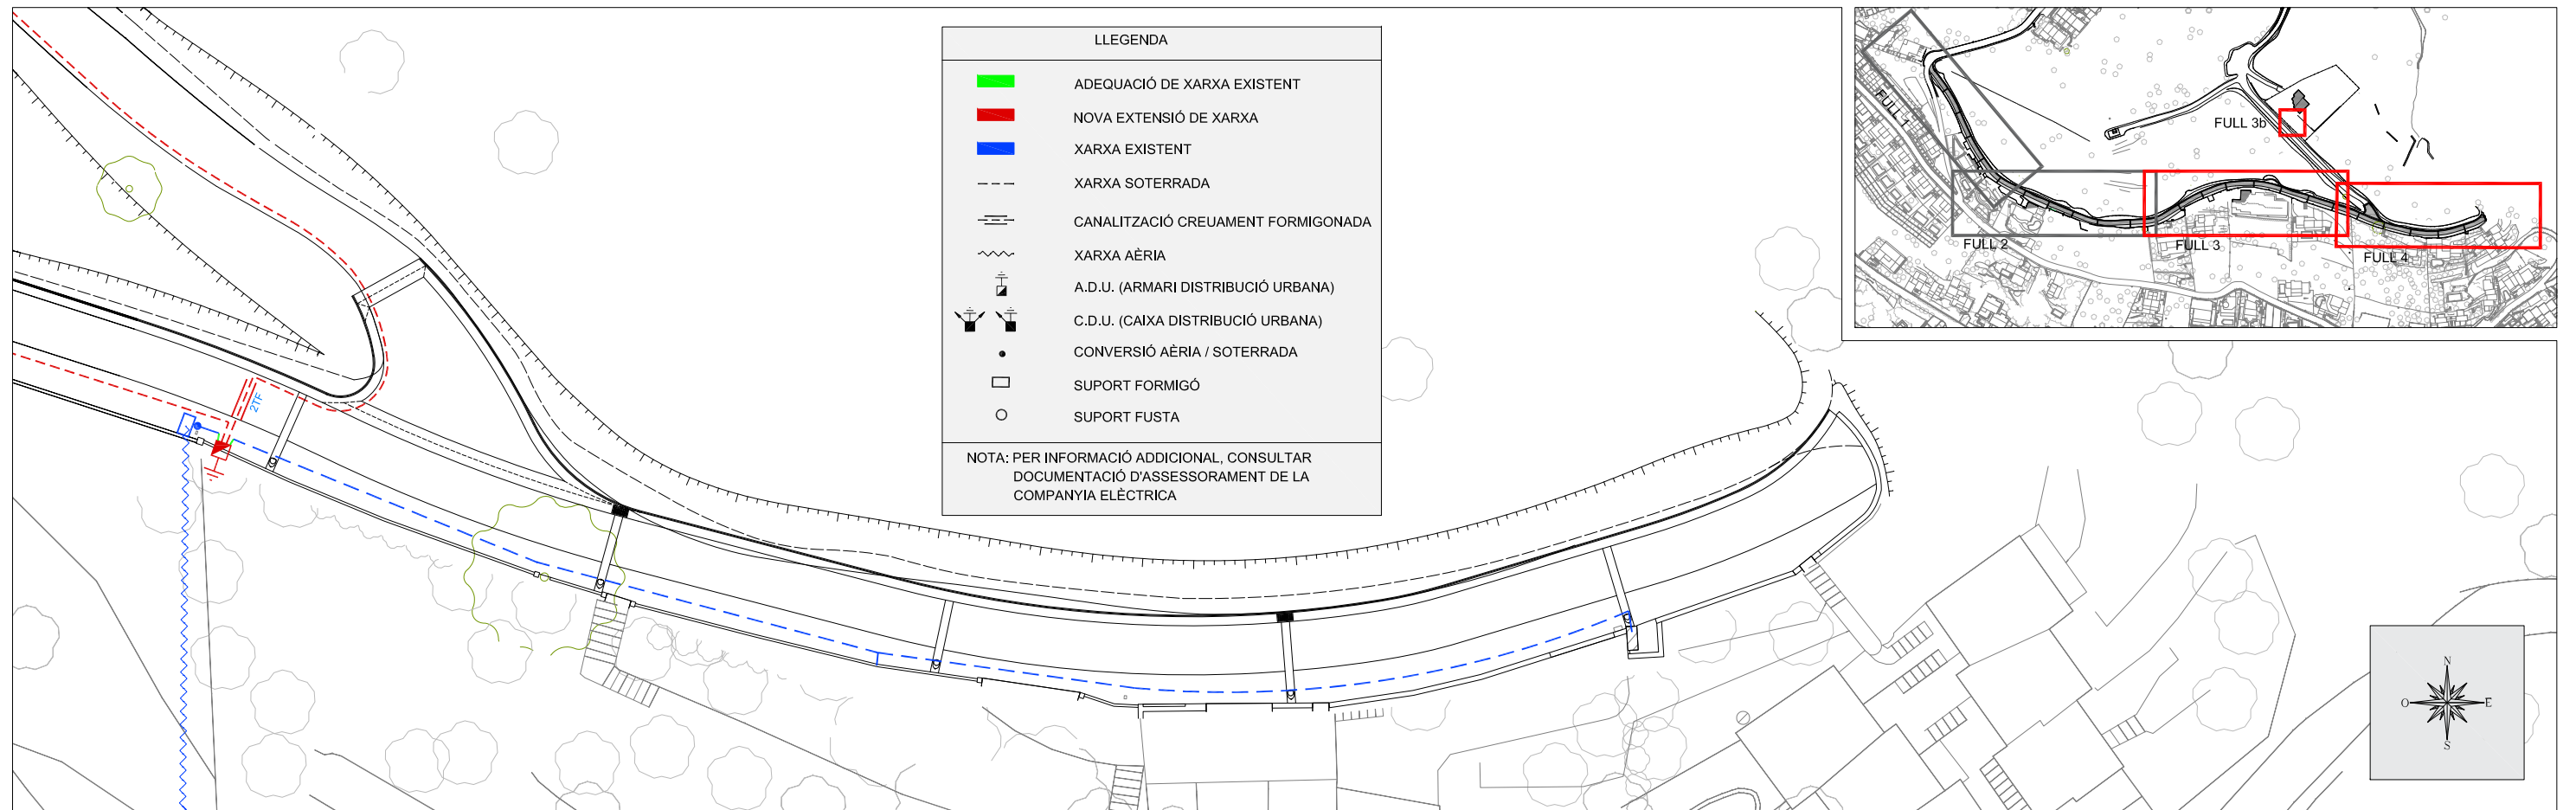 LLEGENDA
ADEQUACIÓ DE XARXA EXISTENT
NOVA EXTENSIÓ DE XARXA
XARXA EXISTENT
XARXA SOTERRADA
CANALITZACIÓ CREUAMENT FORMIGONADA
XARXA AÈRIA
A.D.U. (ARMARI DISTRIBUCIÓ URBANA)
C.D.U. (CAIXA DISTRIBUCIÓ URBANA)
CONVERSIÓ AÈRIA / SOTERRADA
SUPORT FORMIGÓ
SUPORT FUSTA
NOTA: PER INFORMACIÓ ADDICIONAL, CONSULTAR
DOCUMENTACIÓ D'ASSESSORAMENT DE LA
COMPANYIA ELÈCTRICA
2TF
FULL 1
FULL 2
FULL 3
FULL 3b
FULL 4
N
O
E
S